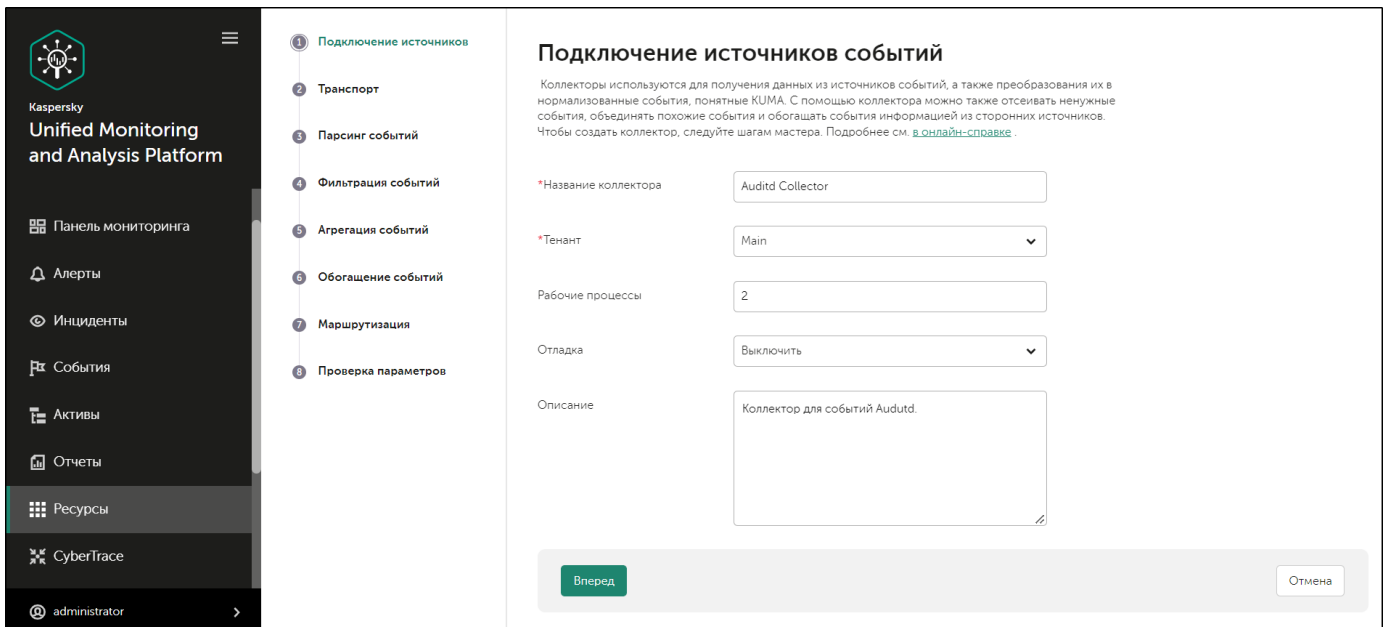 Kaspersky
Unified Monitoring
and Analysis Platform
Панель мониторинга
Алерты
Инциденты
События
Активы
Отчеты
Ресурсы
CyberTrace
administrator
1 Подключение источников
2 Транспорт
3 Парсинг событий
4 Фильтрация событий
5 Агрегация событий
6 Обогащение событий
7 Маршрутизация
8 Проверка параметров
Подключение источников событий
Коллекторы используются для получения данных из источников событий, а также преобразования их в
нормализованные события, понятные KUMA. С помощью коллектора можно также отсеивать ненужные
события, объединять похожие события и обогащать события информацией из сторонних источников.
Чтобы создать коллектор, следуйте шагам мастера. Подробнее см. в онлайн-справке .
*Название коллектора
Auditd Collector
*Тенант
Main
Рабочие процессы
2
Отладка
Выключить
Описание
Коллектор для событий Audutd.
Вперед
Отмена